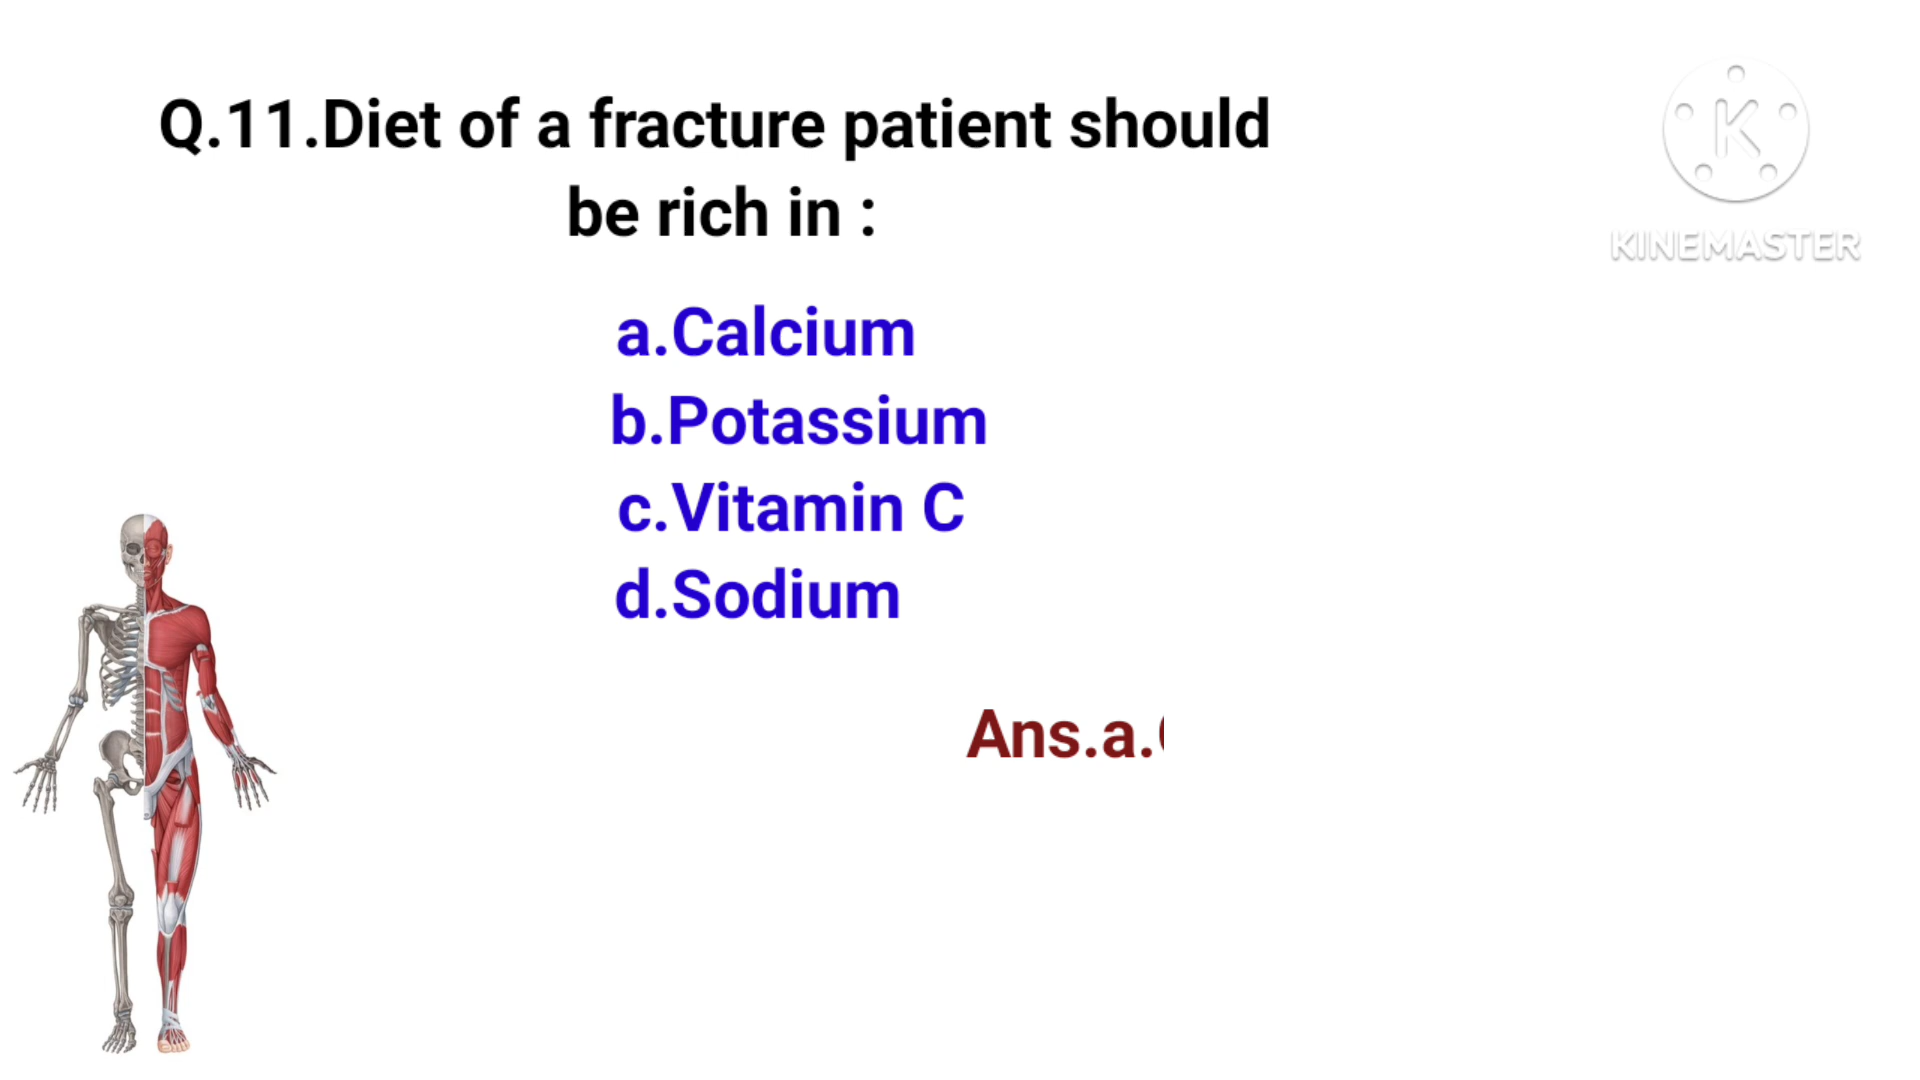 Q.11.Diet of a fracture patient should
be rich in :
a.Calcium
b.Potassium
c.Vitamin C
d.Sodium
Ans.a.
K
KINEMASTER